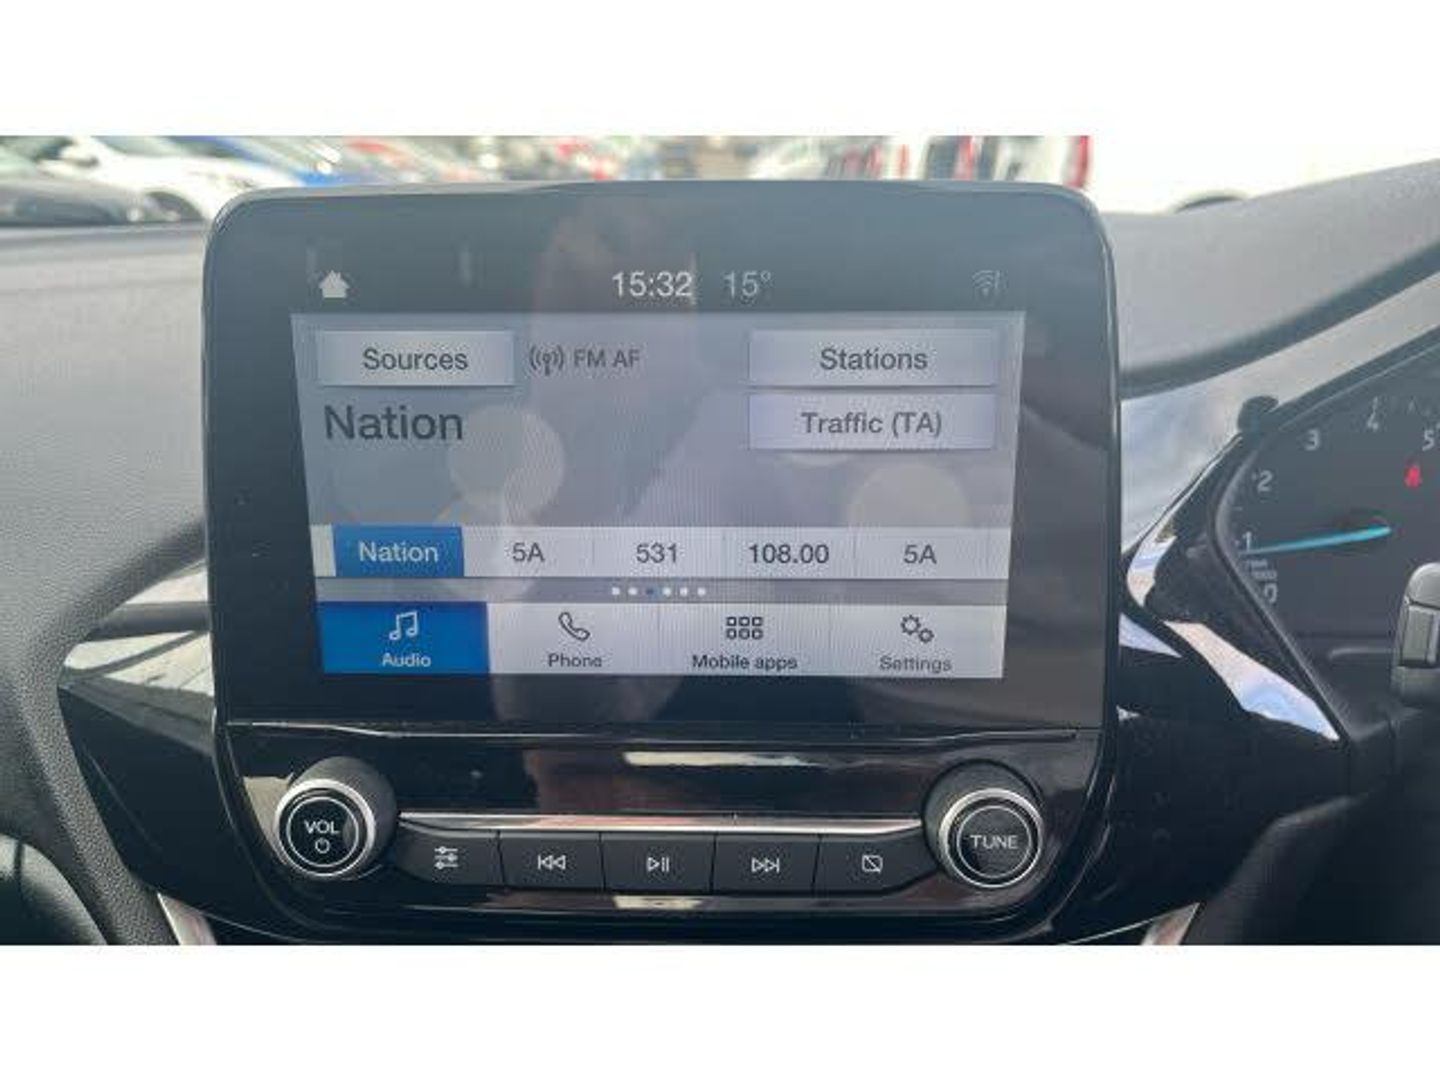 15:32 15°
Sources FM AF Stations
Nation Traffic (TA)
Nation 5A 531 108.00 5A
Audio Phone Mobile apps Settings
VOL TUNE
0 1 2 3 4 5